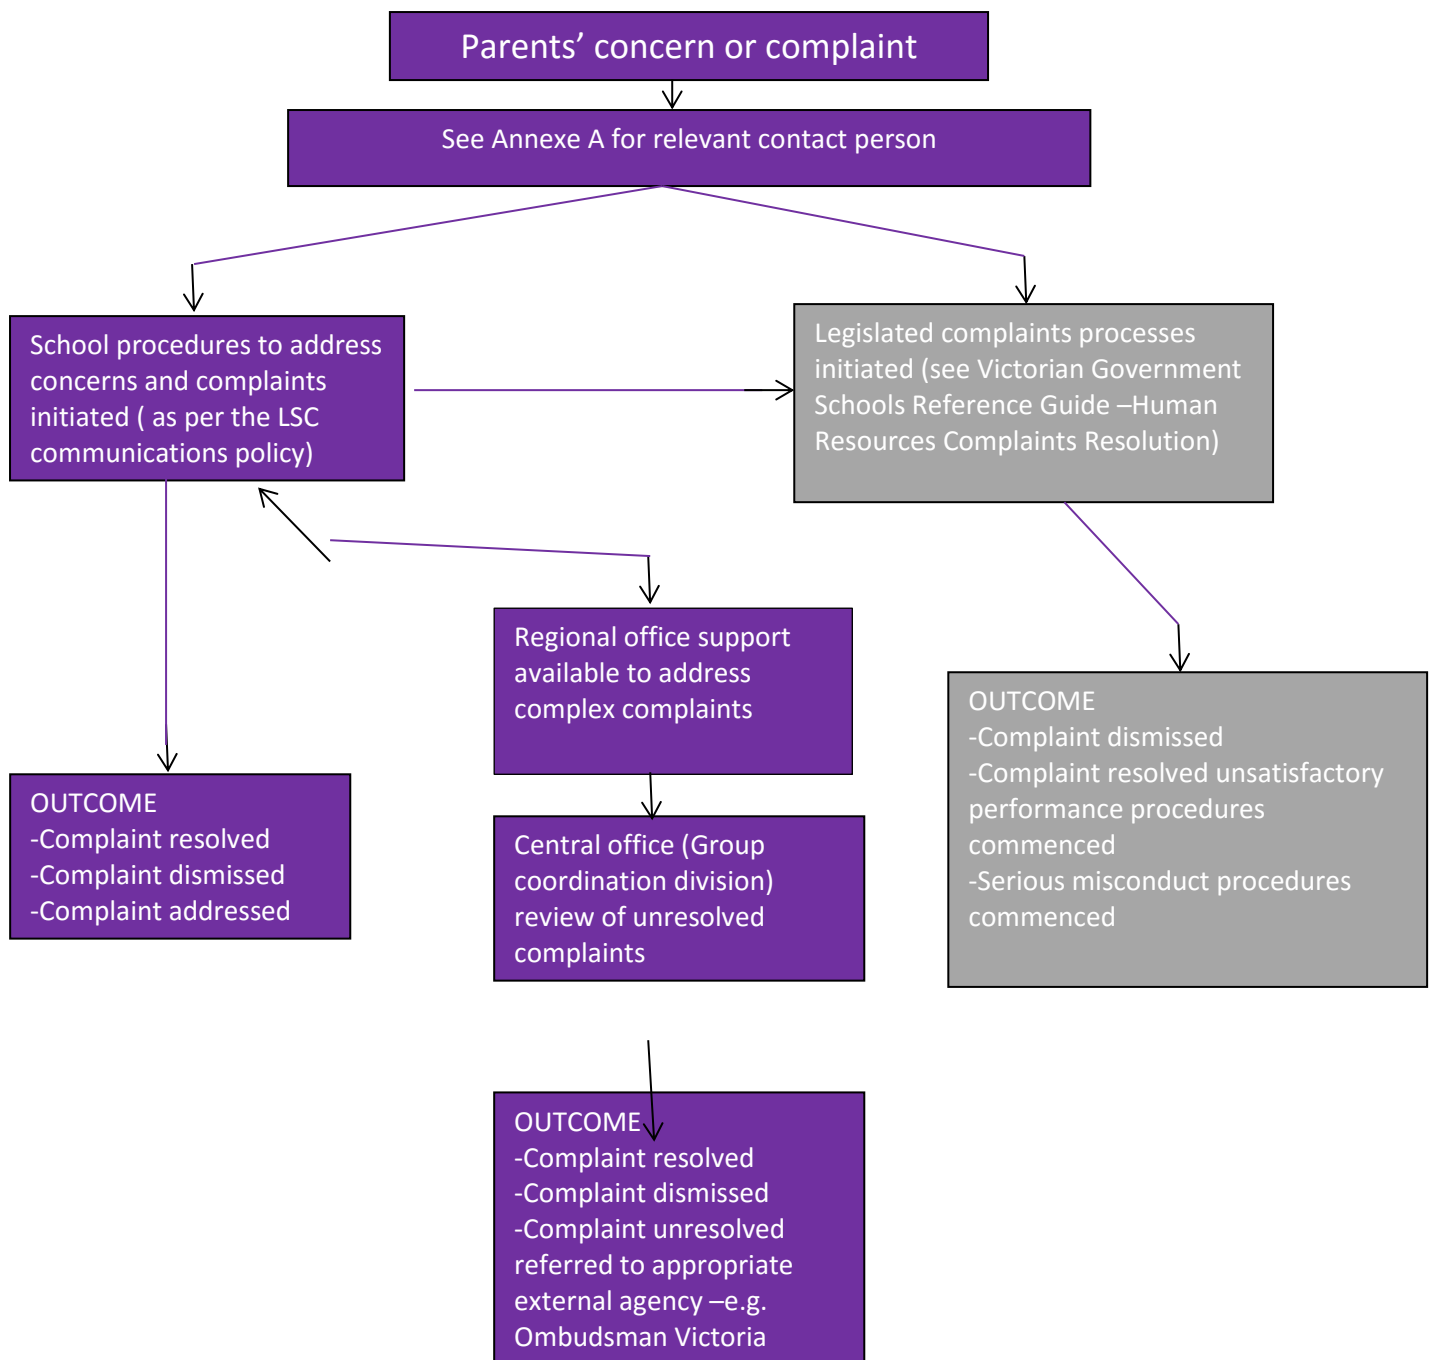 Parents’ concern or complaint
See Annexe A for relevant contact person
School procedures to address
concerns and complaints
initiated ( as per the LSC
communications policy)
Legislated complaints processes
initiated (see Victorian Government
Schools Reference Guide –Human
Resources Complaints Resolution)
Regional office support
available to address
complex complaints
OUTCOME
-Complaint dismissed
-Complaint resolved unsatisfactory
performance procedures
commenced
-Serious misconduct procedures
commenced
OUTCOME
-Complaint resolved
-Complaint dismissed
-Complaint addressed
Central office (Group
coordination division)
review of unresolved
complaints
OUTCOME
-Complaint resolved
-Complaint dismissed
-Complaint unresolved
referred to appropriate
external agency –e.g.
Ombudsman Victoria